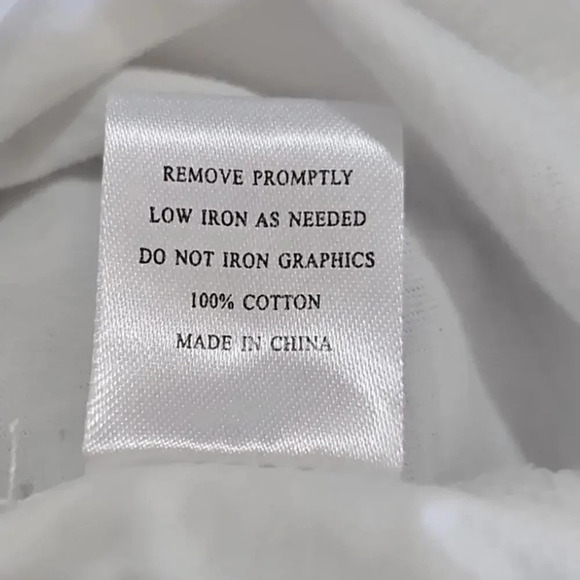 REMOVE PROMPTLY
LOW IRON AS NEEDED
DO NOT IRON GRAPHICS
100% COTTON
MADE IN CHINA